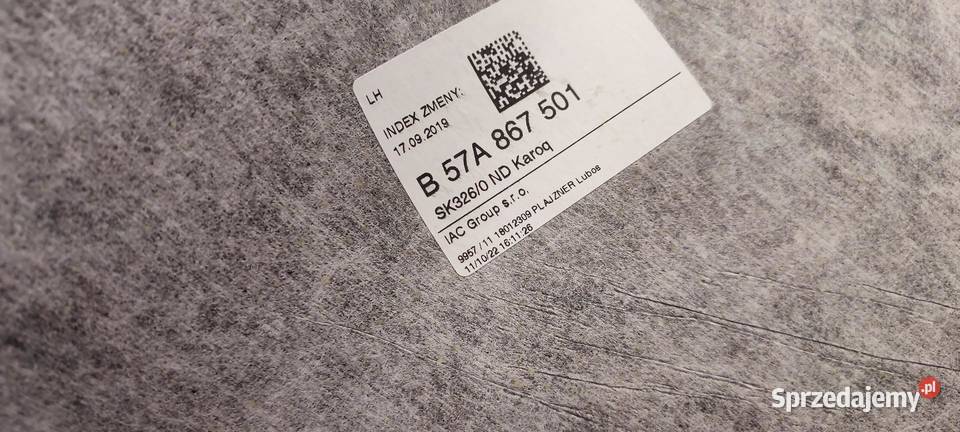 LH
INDEX ZMENY:
17.09.2019
B 57A 867 501
SK326/0 ND Karoq
IAC Group s.r.o.
9957 / 11 18012309 PLAJZNER Lubos
11/10/22 16:11:26
Sprzedajemy.pl